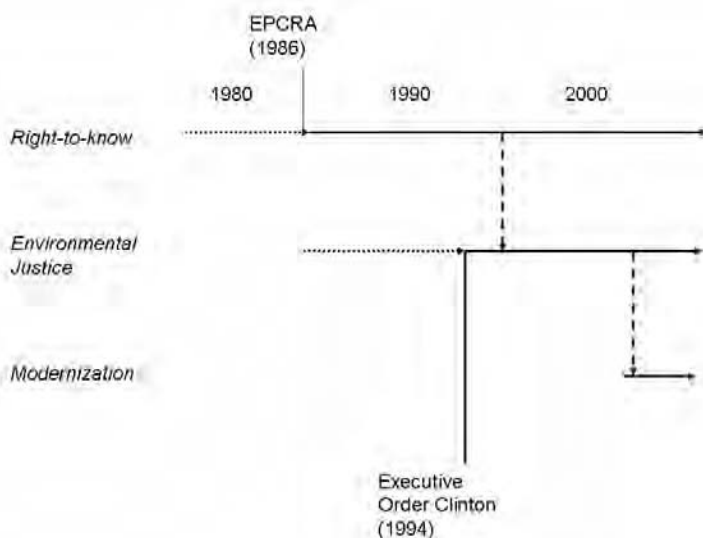 EPCRA
(1986)
1980 1990 2000
Right-to-know
Environmental
Justice
Modernization
Executive
Order Clinton
(1994)